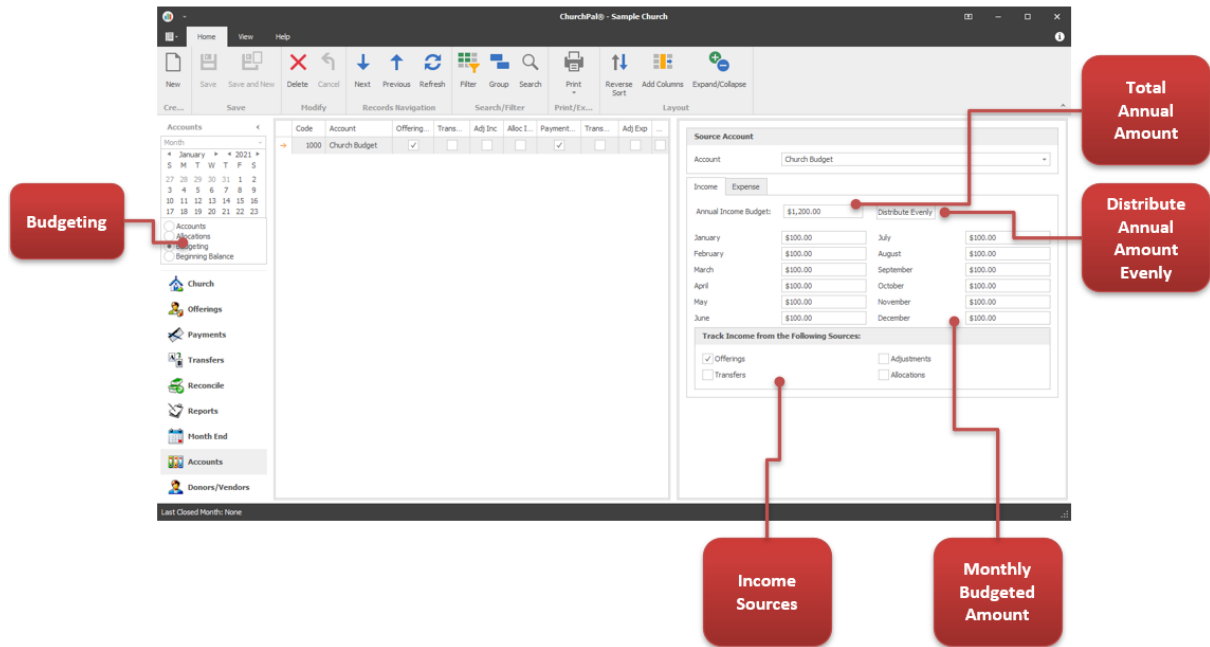 ChurchPal® - Sample Church
Home View Help
New Save Save and New Delete Cancel Next Previous Refresh Filter Group Search Print Reverse Sort Add Columns Expand/Collapse
Cre... Save Modify Records Navigation Search/Filter Print/Ex... Layout
Accounts
Month
January 2021
S M T W T F S
27 28 29 30 31 1 2
3 4 5 6 7 8 9
10 11 12 13 14 15 16
17 18 19 20 21 22 23
Accounts
Allocations
Budgeting
Beginning Balance
Church
Offerings
Payments
Transfers
Reconcile
Reports
Month End
Accounts
Donors/Vendors
Last Closed Month: None
Code Account Offering... Trans... Adj Inc Alloc I... Payment... Trans... Adj Exp ...
1000 Church Budget
Source Account
Account Church Budget
Income Expense
Annual Income Budget: $1,200.00 Distribute Evenly
January $100.00 July $100.00
February $100.00 August $100.00
March $100.00 September $100.00
April $100.00 October $100.00
May $100.00 November $100.00
June $100.00 December $100.00
Track Income from the Following Sources:
Offerings Adjustments
Transfers Allocations
Budgeting
Total
Annual
Amount
Distribute
Annual
Amount
Evenly
Income
Sources
Monthly
Budgeted
Amount